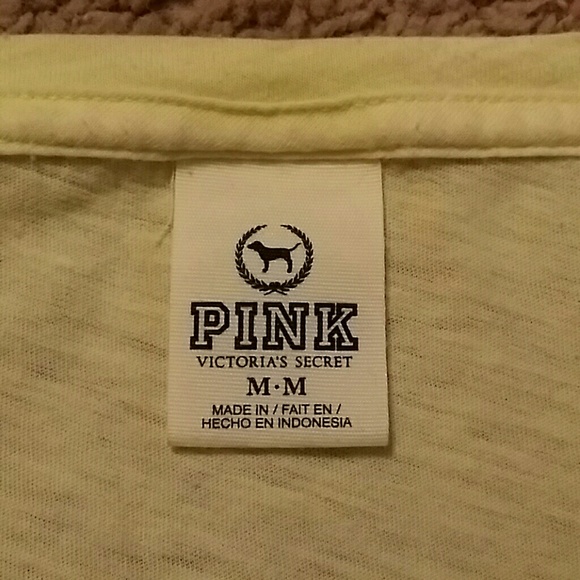 PINK
VICTORIA'S SECRET
M·M
MADE IN / FAIT EN /
HECHO EN INDONESIA